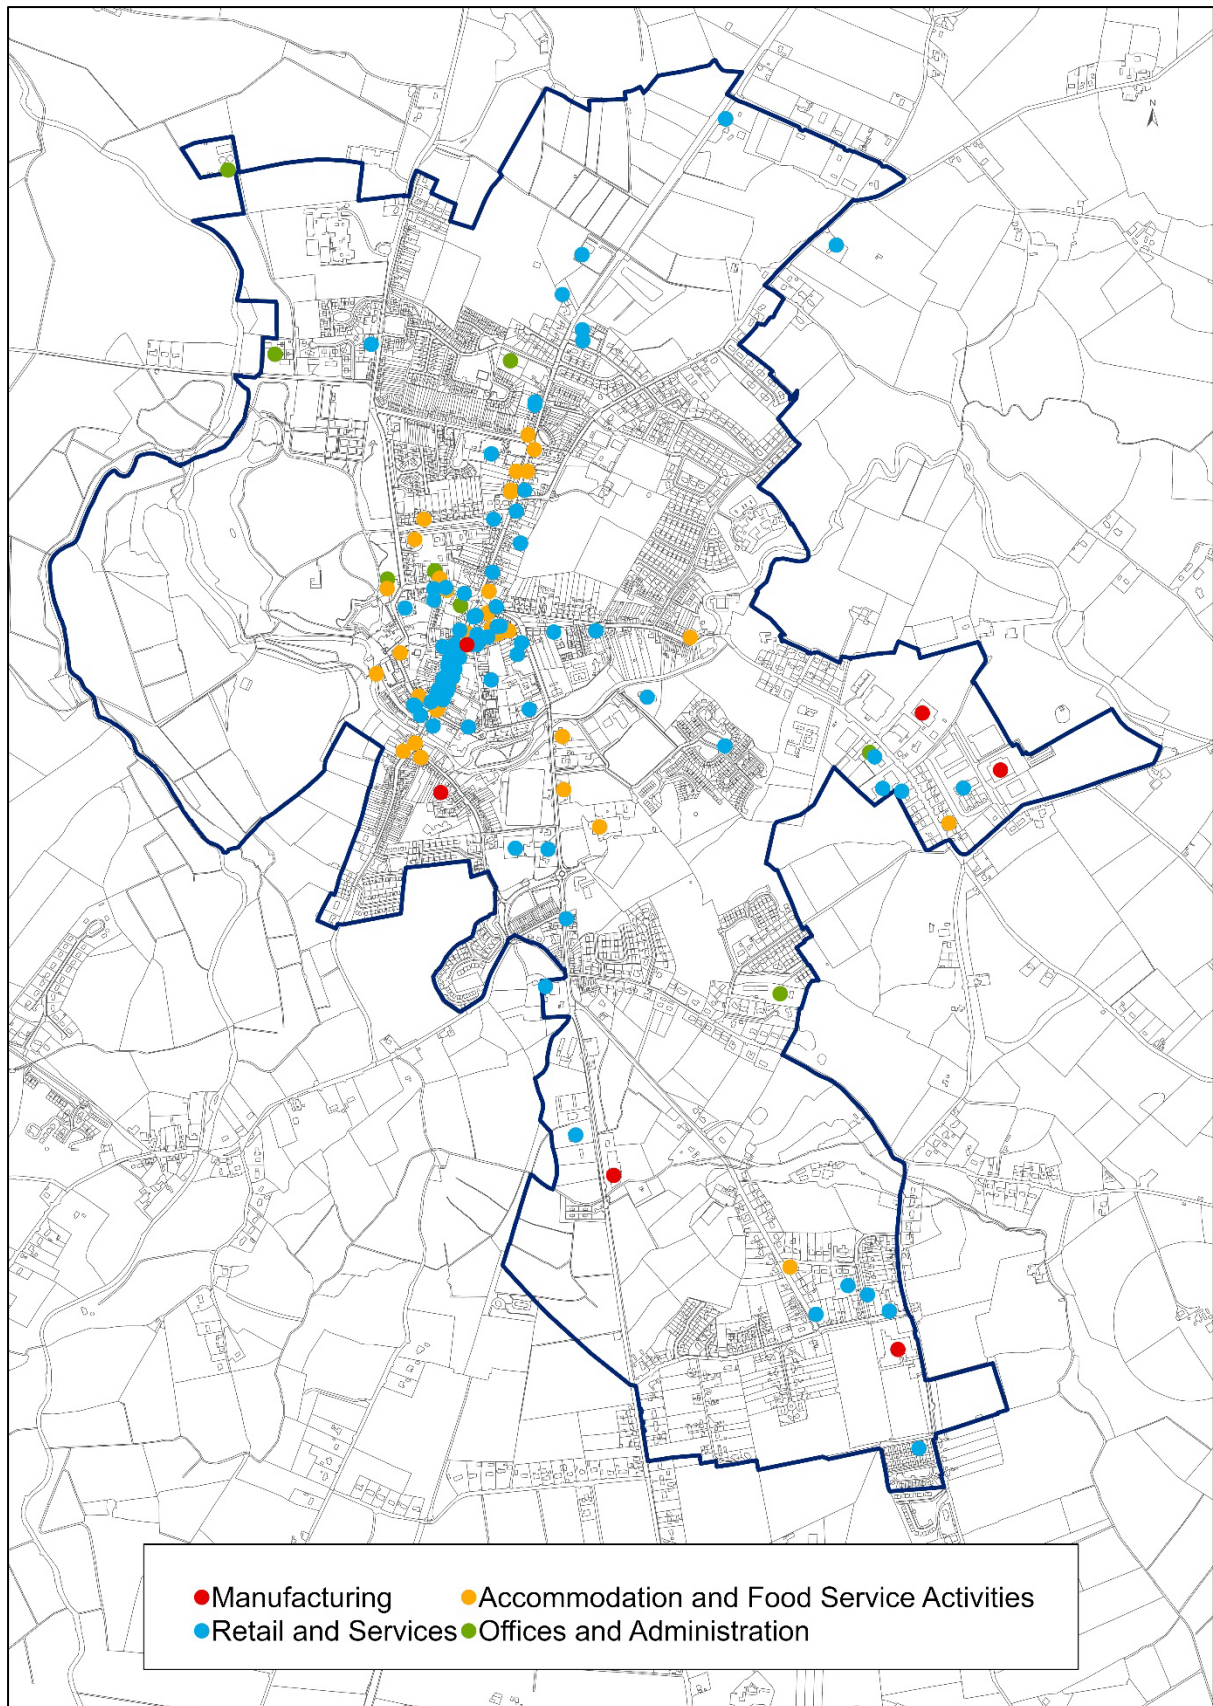 N
Manufacturing
Accommodation and Food Service Activities
Retail and Services
Offices and Administration